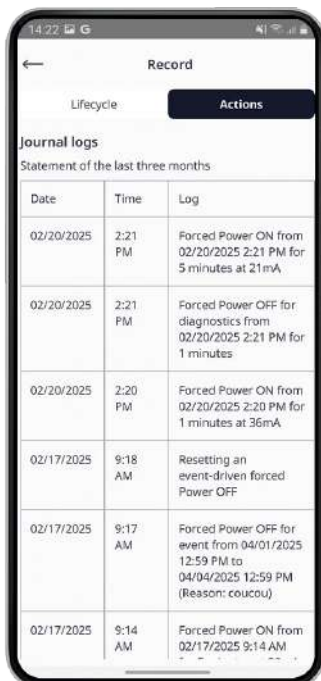 14:22 G
Record
Lifecycle Actions
Journal logs
Statement of the last three months
Date Time Log
02/20/2025 2:21 Forced Power ON from
PM 02/20/2025 2:21 PM for
5 minutes at 21mA
02/20/2025 2:21 Forced Power OFF for
PM diagnostics from
02/20/2025 2:21 PM for
1 minutes
02/20/2025 2:20 Forced Power ON from
PM 02/20/2025 2:20 PM for
1 minutes at 36mA
02/17/2025 9:18 Resetting an
AM event-driven forced
Power OFF
02/17/2025 9:17 Forced Power OFF for
AM event from 04/01/2025
12:59 PM to
04/04/2025 12:59 PM
(Reason: coucou)
02/17/2025 9:14 Forced Power ON from
AM 02/17/2025 9:14 AM